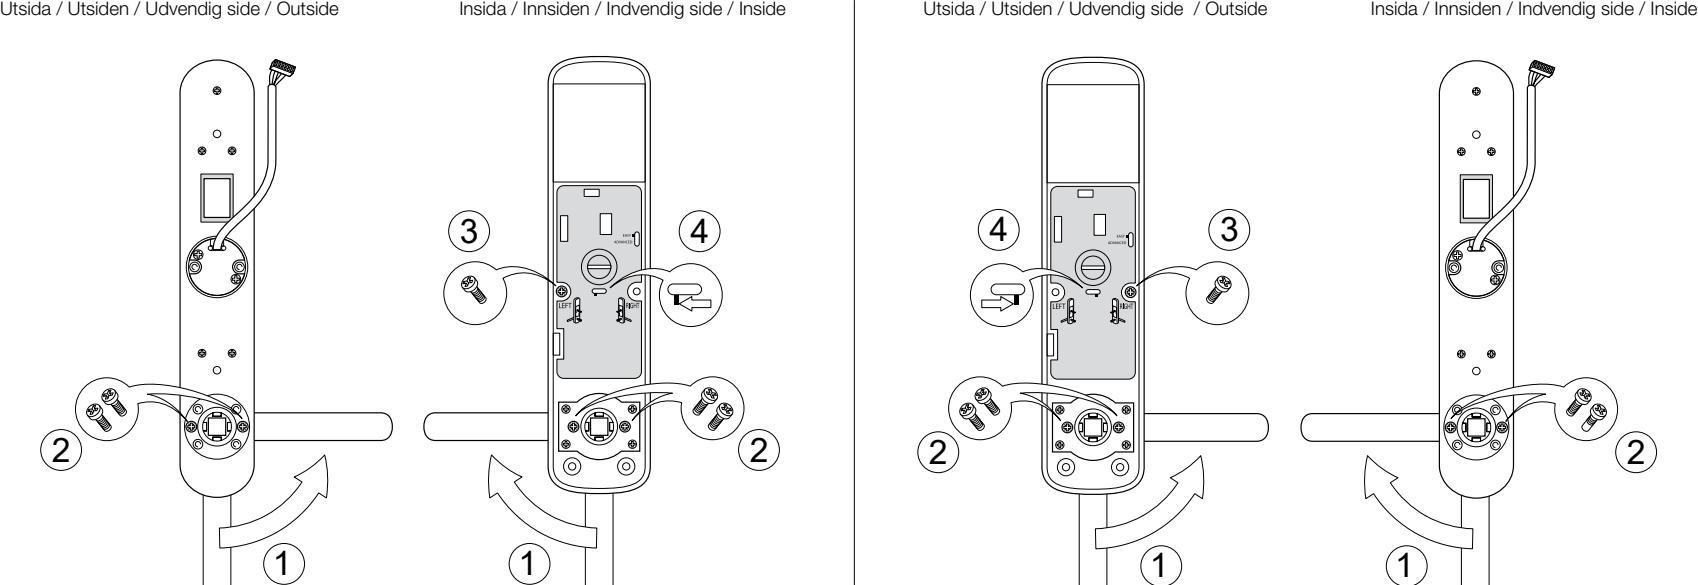 Utsida / Utsiden / Udvendig side / Outside
Insida / Innsiden / Indvendig side / Inside
Utsida / Utsiden / Udvendig side / Outside
Insida / Innsiden / Indvendig side / Inside
3
EASY
ADVANCED
4
LEFT
RIGHT
2
2
1
1
4
EASY
ADVANCED
3
LEFT
RIGHT
2
2
1
1